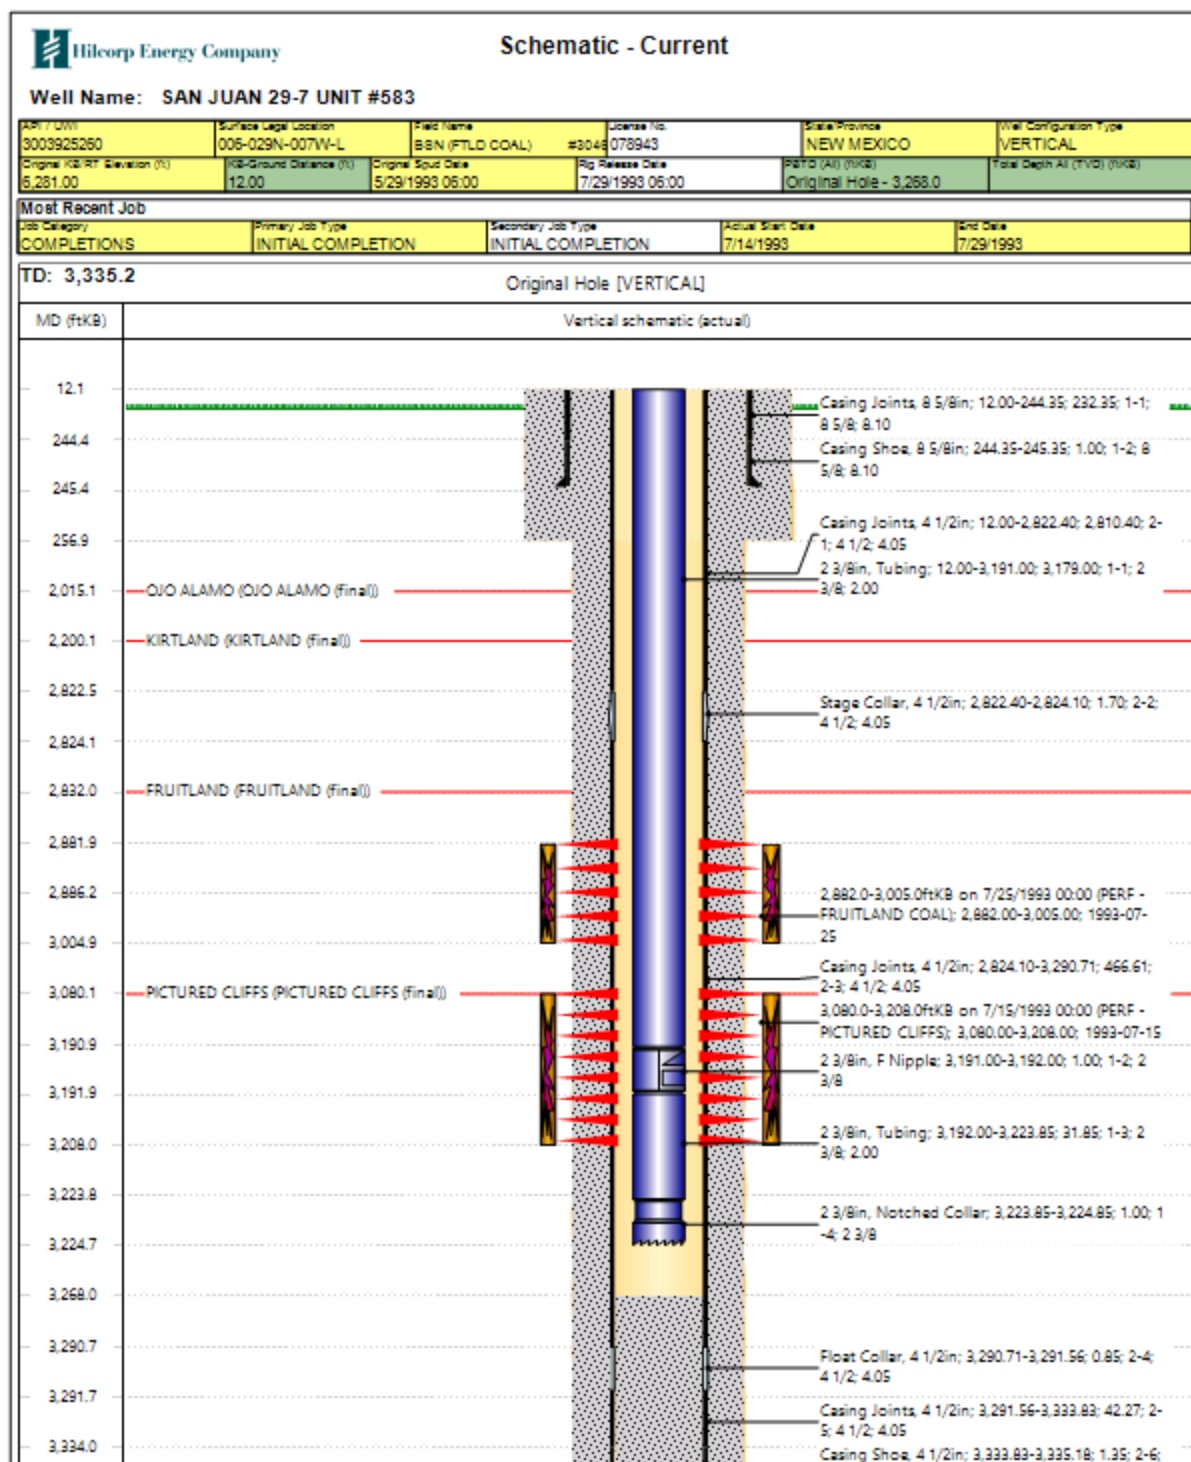 Hilcorp Energy Company
Schematic - Current
Well Name: SAN JUAN 29-7 UNIT #583
API / UWI
3003925260
Surface Legal Location
006-029N-007W-L
Field Name
BSN (FTLD COAL) #3046
License No.
078943
State/Province
NEW MEXICO
Well Configuration Type
VERTICAL
Original KB/RT Elevation (ft)
6,281.00
KB-Ground Distance (ft)
12.00
Original Spud Date
5/29/1993 06:00
Rig Release Date
7/29/1993 06:00
PBTD (All) (ftKB)
Original Hole - 3,268.0
Total Depth All (TVD) (ftKB)
Most Recent Job
Job Category
COMPLETIONS
Primary Job Type
INITIAL COMPLETION
Secondary Job Type
INITIAL COMPLETION
Actual Start Date
7/14/1993
End Date
7/29/1993
TD: 3,335.2
Original Hole [VERTICAL]
MD (ftKB)
Vertical schematic (actual)
12.1
Casing Joints, 8 5/8in; 12.00-244.35; 232.35; 1-1;
8 5/8; 8.10
244.4
Casing Shoe, 8 5/8in; 244.35-245.35; 1.00; 1-2; 8
5/8; 8.10
245.4
Casing Joints, 4 1/2in; 12.00-2,822.40; 2,810.40; 2-
1; 4 1/2; 4.05
256.9
2 3/8in, Tubing; 12.00-3,191.00; 3,179.00; 1-1; 2
3/8; 2.00
2,015.1
OJO ALAMO (OJO ALAMO (final))
2,200.1
KIRTLAND (KIRTLAND (final))
2,822.5
Stage Collar, 4 1/2in; 2,822.40-2,824.10; 1.70; 2-2;
4 1/2; 4.05
2,824.1
2,832.0
FRUITLAND (FRUITLAND (final))
2,881.9
2,886.2
2,882.0-3,005.0ftKB on 7/25/1993 00:00 (PERF -
FRUITLAND COAL); 2,882.00-3,005.00; 1993-07-
25
3,004.9
Casing Joints, 4 1/2in; 2,824.10-3,290.71; 466.61;
2-3; 4 1/2; 4.05
3,080.1
PICTURED CLIFFS (PICTURED CLIFFS (final))
3,080.0-3,208.0ftKB on 7/15/1993 00:00 (PERF -
PICTURED CLIFFS); 3,080.00-3,208.00; 1993-07-15
3,190.9
2 3/8in, F Nipple; 3,191.00-3,192.00; 1.00; 1-2; 2
3/8
3,191.9
2 3/8in, Tubing; 3,192.00-3,223.85; 31.85; 1-3; 2
3/8; 2.00
3,208.0
3,223.8
2 3/8in, Notched Collar; 3,223.85-3,224.85; 1.00; 1
-4; 2 3/8
3,224.7
3,268.0
3,290.7
Float Collar, 4 1/2in; 3,290.71-3,291.56; 0.85; 2-4;
4 1/2; 4.05
3,291.7
Casing Joints, 4 1/2in; 3,291.56-3,333.83; 42.27; 2-
5; 4 1/2; 4.05
3,334.0
Casing Shoe, 4 1/2in; 3,333.83-3,335.18; 1.35; 2-6;